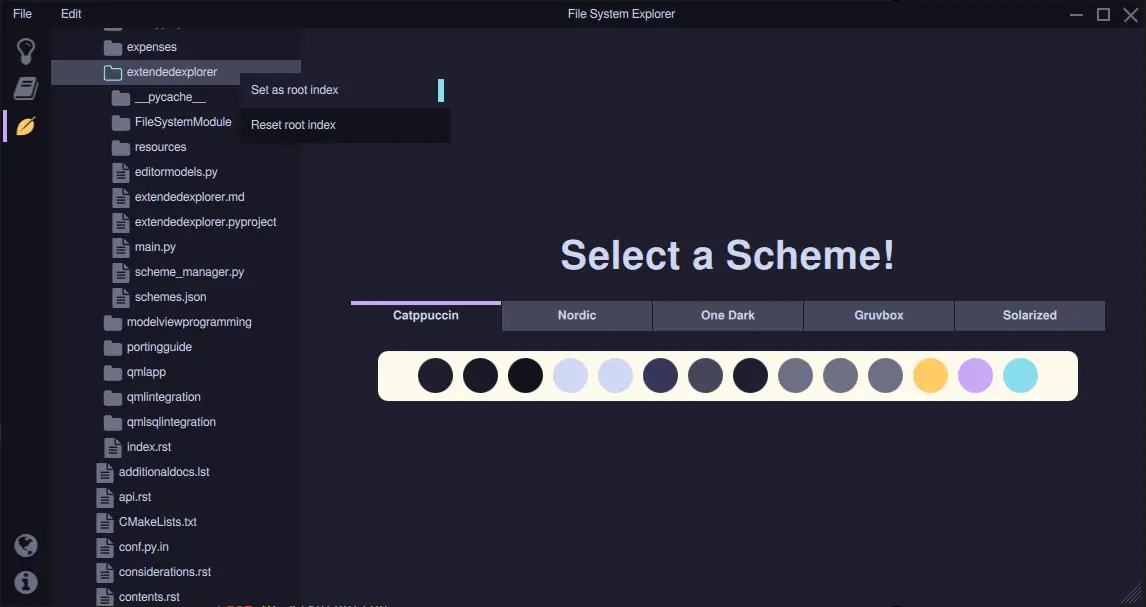 File Edit File System Explorer
expenses
extendedexplorer
Set as root index
__pycache__
FileSystemModule
Reset root index
resources
editormodels.py
extendedexplorer.md
extendedexplorer.pyproject
main.py
scheme_manager.py
schemes.json
modelviewprogramming
portingguide
qmlapp
qmlintegration
qmlsqlintegration
index.rst
additionaldocs.lst
api.rst
CMakeLists.txt
conf.py.in
considerations.rst
contents.rst
Select a Scheme!
Catppuccin Nordic One Dark Gruvbox Solarized